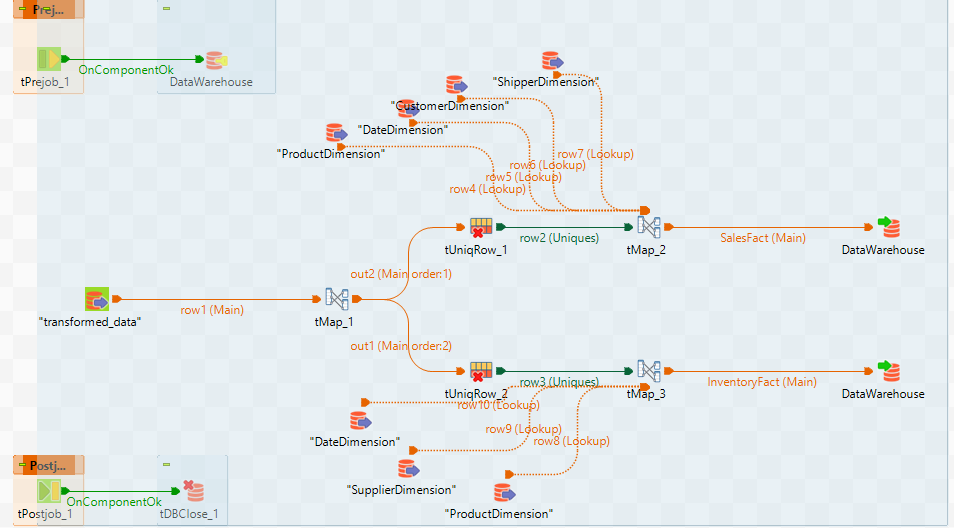 Prej...
OnComponentOk
tPrejob_1
DataWarehouse
"ShipperDimension"
"CustomerDimension"
"DateDimension"
"ProductDimension"
row7 (Lookup)
row6 (Lookup)
row5 (Lookup)
row4 (Lookup)
tUniqRow_1
row2 (Uniques)
tMap_2
SalesFact (Main)
DataWarehouse
out2 (Main order:1)
"transformed_data"
row1 (Main)
tMap_1
out1 (Main order:2)
tUniqRow_2
row3 (Uniques)
tMap_3
InventoryFact (Main)
DataWarehouse
row10 (Lookup)
row9 (Lookup)
row8 (Lookup)
"DateDimension"
"SupplierDimension"
"ProductDimension"
Postj...
OnComponentOk
tPostjob_1
tDBClose_1